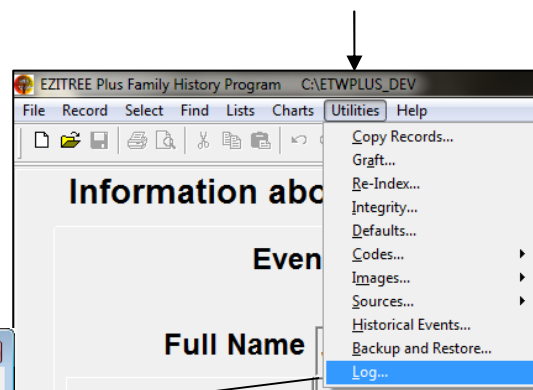 EZITREE Plus Family History Program C:\ETWPLUS_DEV
File Record Select Find Lists Charts Utilities Help
Copy Records...
Graft...
Re-Index...
Integrity...
Defaults...
Information abo
Codes...
Images...
Even
Sources...
Historical Events...
Full Name
Backup and Restore...
Log...